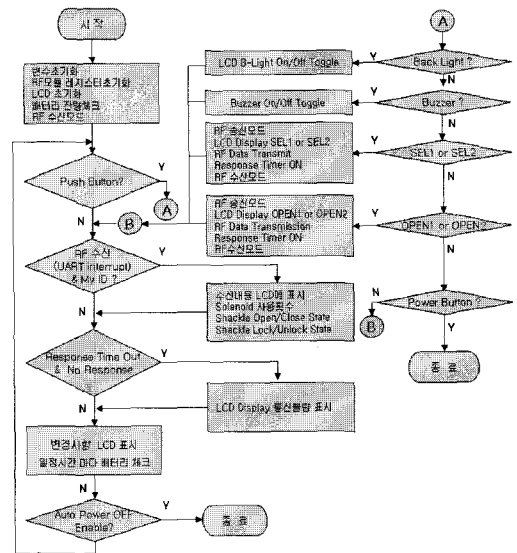 시작
변수초기화
RF모듈 레지스터초기화
LCD 초기화
배터리 잔량체크
RF 수신모드
Push Button?
Y
A
N
B
RF 수신
(UART interrupt)
& My ID ?
Y
N
수신내용 LCD에 표시
Solenoid 사용횟수
Shackle Open/Close State
Shackle Lock/Unlock State
Response Time Out
& No Response
Y
N
LCD Display 통신불량 표시
변경사항 LCD 표시
일정시간 마다 배터리 체크
N
Auto Power OFF
Enable?
Y
종료
N
A
Back Light ?
Y
LCD B-Light On/Off Toggle
N
Buzzer ?
Y
Buzzer On/Off Toggle
N
SEL1 or SEL2
Y
RF 송신모드
LCD Display SEL1 or SEL2
RF Data Transmit
Response Timer ON
RF 수신모드
N
OPEN1 or OPEN2
Y
RF 송신모드
LCD Display OPEN1 or OPEN2
RF Data Transmission
Response Timer ON
RF수신모드
N
Power Button ?
N
B
Y
종료